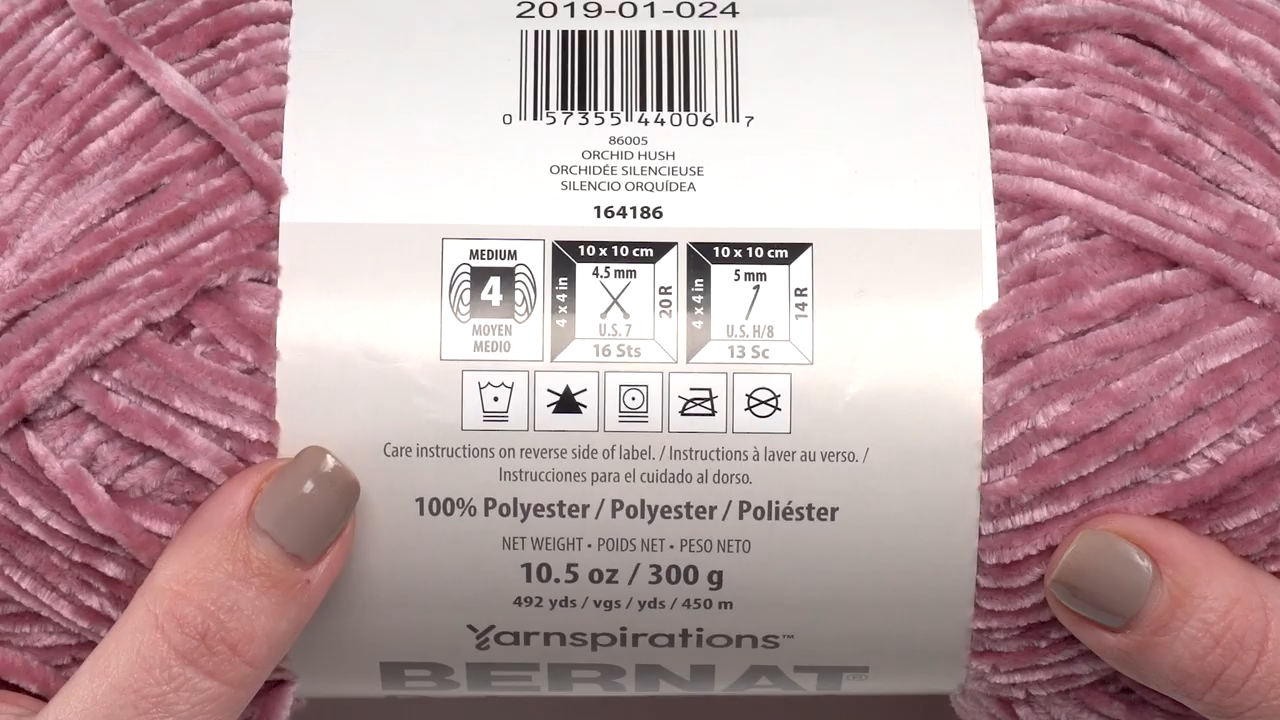 2019-01-024
0 57355 44006 7
86005
ORCHID HUSH
ORCHIDÉE SILENCIEUSE
SILENCIO ORQUÍDEA
164186
MEDIUM
4
MOYEN
MEDIO
10 x 10 cm
4 x 4 in
4.5 mm
U.S. 7
20 R
16 Sts
10 x 10 cm
4 x 4 in
5 mm
U.S. H/8
14 R
13 Sc
Care instructions on reverse side of label. / Instructions à laver au verso. /
Instrucciones para el cuidado al dorso.
100% Polyester / Polyester / Poliéster
NET WEIGHT • POIDS NET • PESO NETO
10.5 oz / 300 g
492 yds / vgs / yds / 450 m
Yarnspirations™
BERNAT®